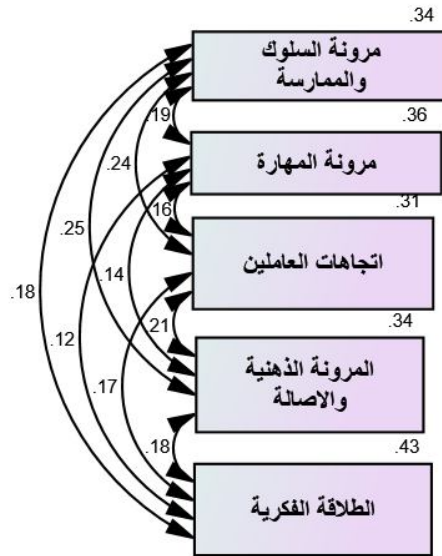 .34
مرونة السلوك
والممارسة
.19
.36
مرونة المهارة
.24
.16
.31
اتجاهات العاملين
.25
.14
.18
.21
.34
.12
المرونة الذهنية
والاصالة
.17
.18
.43
الطلاقة الفكرية